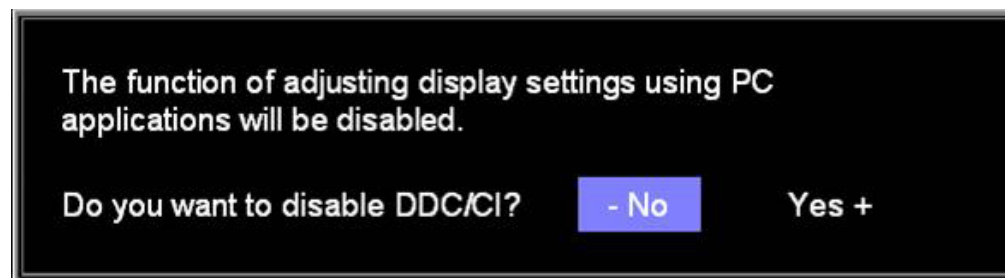 The function of adjusting display settings using PC
applications will be disabled.
Do you want to disable DDC/CI? - No Yes +